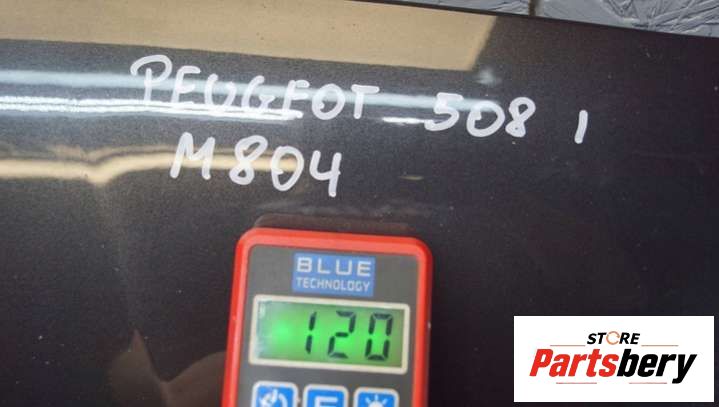 PEUGEOT 508 I
M804
BLUE
TECHNOLOGY
120
E
STORE
Partsbery